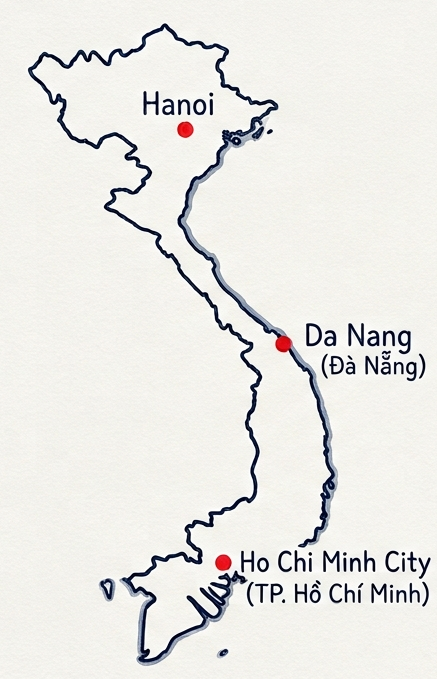 Hanoi
Da Nang
(Đà Nẵng)
Ho Chi Minh City
(TP. Hồ Chí Minh)